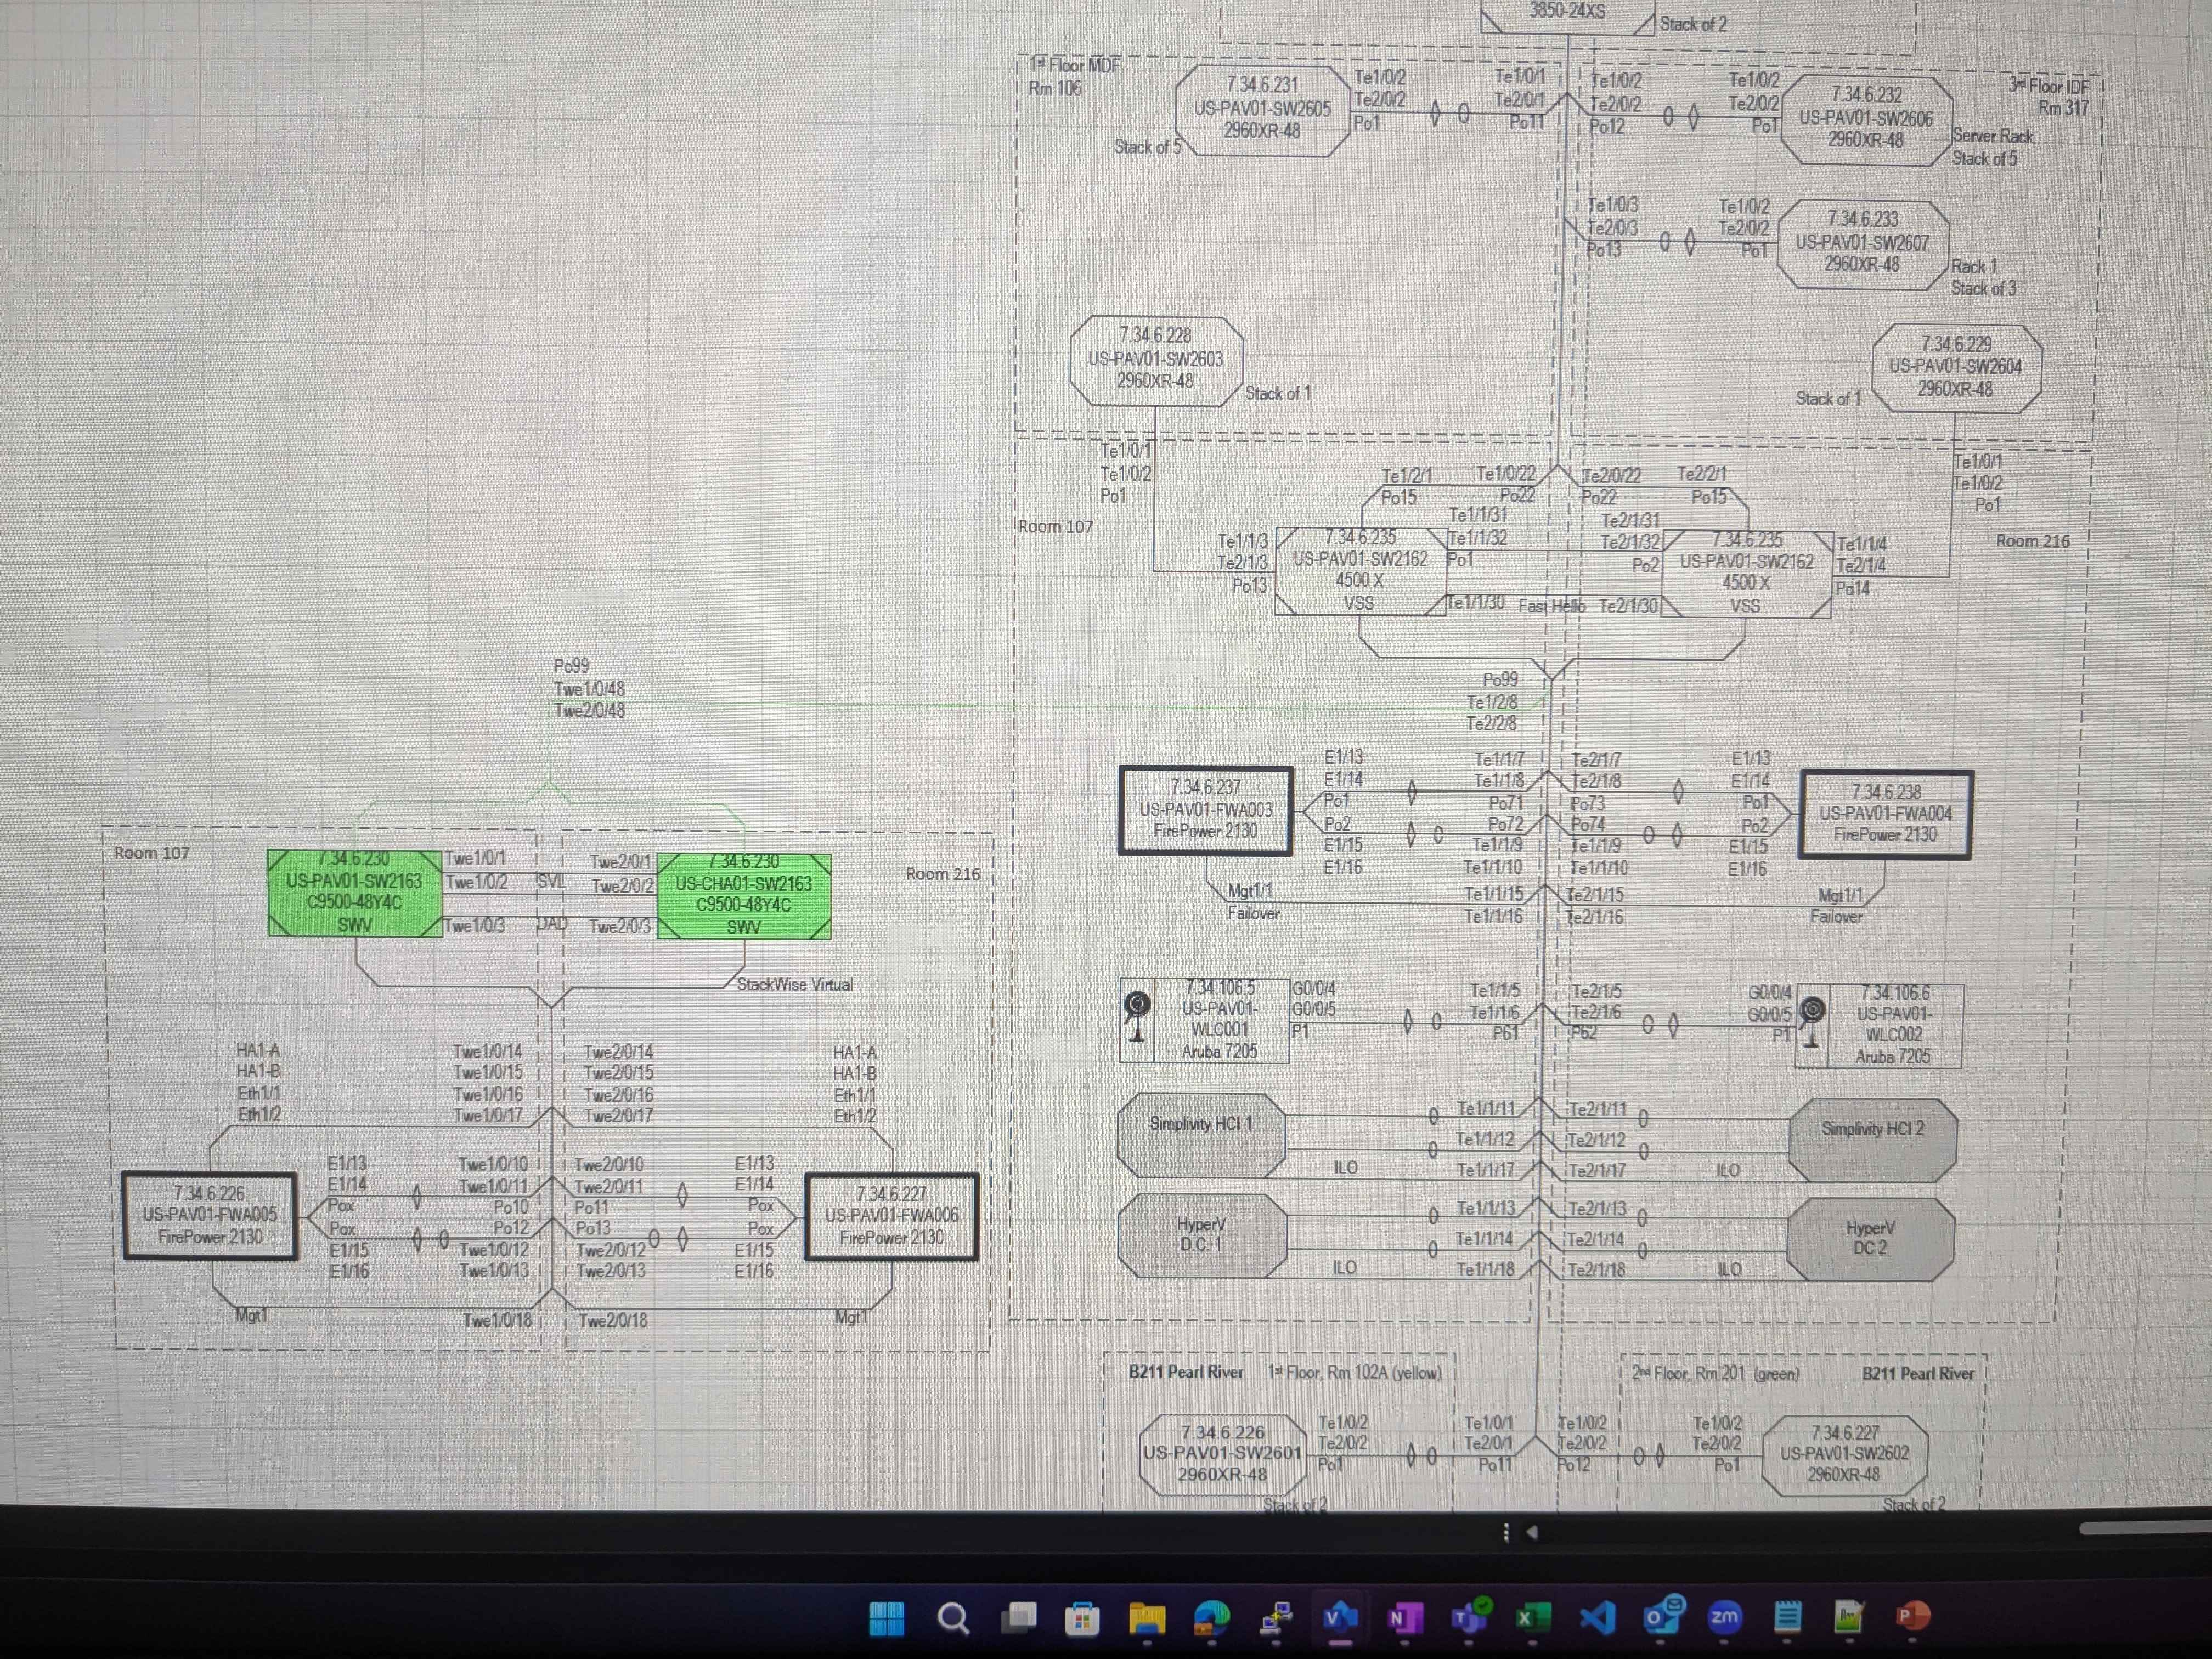 3850-24XS
Stack of 2
1st Floor MDF
Rm 106
7.34.6.231
US-PAV01-SW2605
2960XR-48
Stack of 5
Te1/0/2
Te2/0/2
Po1
Te1/0/1
Te2/0/1
Po11
Te1/0/2
Te2/0/2
Po12
Te1/0/2
Te2/0/2
Po1
7.34.6.232
US-PAV01-SW2606
2960XR-48
3rd Floor IDF
Rm 317
Server Rack
Stack of 5
Te1/0/3
Te2/0/3
Po13
Te1/0/2
Te2/0/2
Po1
7.34.6.233
US-PAV01-SW2607
2960XR-48
Rack 1
Stack of 3
7.34.6.228
US-PAV01-SW2603
2960XR-48
Stack of 1
7.34.6.229
US-PAV01-SW2604
2960XR-48
Stack of 1
Te1/0/1
Te1/0/2
Po1
Te1/0/1
Te1/0/2
Po1
Room 107
Room 216
Te1/2/1
Po15
Te1/0/22
Po22
Te2/0/22
Po22
Te2/2/1
Po15
Te1/1/3
Te2/1/3
Po13
7.34.6.235
US-PAV01-SW2162
4500 X
VSS
Te1/1/31
Te1/1/32
Po1
Te2/1/31
Te2/1/32
Po2
Te1/1/30
Fast Hello
Te2/1/30
7.34.6.235
US-PAV01-SW2162
4500 X
VSS
Te1/1/4
Te2/1/4
Po14
Po99
Twe1/0/48
Twe2/0/48
Po99
Te1/2/8
Te2/2/8
7.34.6.237
US-PAV01-FWA003
FirePower 2130
E1/13
E1/14
Po1
Po2
E1/15
E1/16
Te1/1/7
Te1/1/8
Po71
Po72
Te1/1/9
Te1/1/10
Te2/1/7
Te2/1/8
Po73
Po74
Te1/1/9
Te1/1/10
E1/13
E1/14
Po1
Po2
E1/15
E1/16
7.34.6.238
US-PAV01-FWA004
FirePower 2130
Mgt1/1
Failover
Te1/1/15
Te1/1/16
Te2/1/15
Te2/1/16
Mgt1/1
Failover
Room 107
7.34.6.230
US-PAV01-SW2163
C9500-48Y4C
SWV
Twe1/0/1
Twe1/0/2
Twe1/0/3
SVL
DAD
Twe2/0/1
Twe2/0/2
Twe2/0/3
7.34.6.230
US-CHA01-SW2163
C9500-48Y4C
SWV
Room 216
StackWise Virtual
7.34.106.5
US-PAV01-
WLC001
Aruba 7205
G0/0/4
G0/0/5
P1
Te1/1/5
Te1/1/6
P61
Te2/1/5
Te2/1/6
P62
G0/0/4
G0/0/5
P1
7.34.106.6
US-PAV01-
WLC002
Aruba 7205
HA1-A
HA1-B
Eth1/1
Eth1/2
Twe1/0/14
Twe1/0/15
Twe1/0/16
Twe1/0/17
Twe2/0/14
Twe2/0/15
Twe2/0/16
Twe2/0/17
HA1-A
HA1-B
Eth1/1
Eth1/2
7.34.6.226
US-PAV01-FWA005
FirePower 2130
E1/13
E1/14
Pox
Pox
E1/15
E1/16
Twe1/0/10
Twe1/0/11
Po10
Po12
Twe1/0/12
Twe1/0/13
Twe2/0/10
Twe2/0/11
Po11
Po13
Twe2/0/12
Twe2/0/13
E1/13
E1/14
Pox
Pox
E1/15
E1/16
7.34.6.227
US-PAV01-FWA006
FirePower 2130
Mgt1
Twe1/0/18
Twe2/0/18
Mgt1
Simplivity HCI 1
Te1/1/11
Te1/1/12
ILO
Te1/1/17
Te2/1/11
Te2/1/12
Te2/1/17
ILO
Simplivity HCI 2
HyperV
D.C. 1
Te1/1/13
Te1/1/14
ILO
Te1/1/18
Te2/1/13
Te2/1/14
Te2/1/18
ILO
HyperV
DC 2
B211 Pearl River
1st Floor, Rm 102A (yellow)
2nd Floor, Rm 201 (green)
B211 Pearl River
7.34.6.226
US-PAV01-SW2601
2960XR-48
Stack of 2
Te1/0/2
Te2/0/2
Po1
Te1/0/1
Te2/0/1
Po11
Te1/0/2
Te2/0/2
Po12
Te1/0/2
Te2/0/2
Po1
7.34.6.227
US-PAV01-SW2602
2960XR-48
Stack of 2
V
N
T
X
O
zm
P